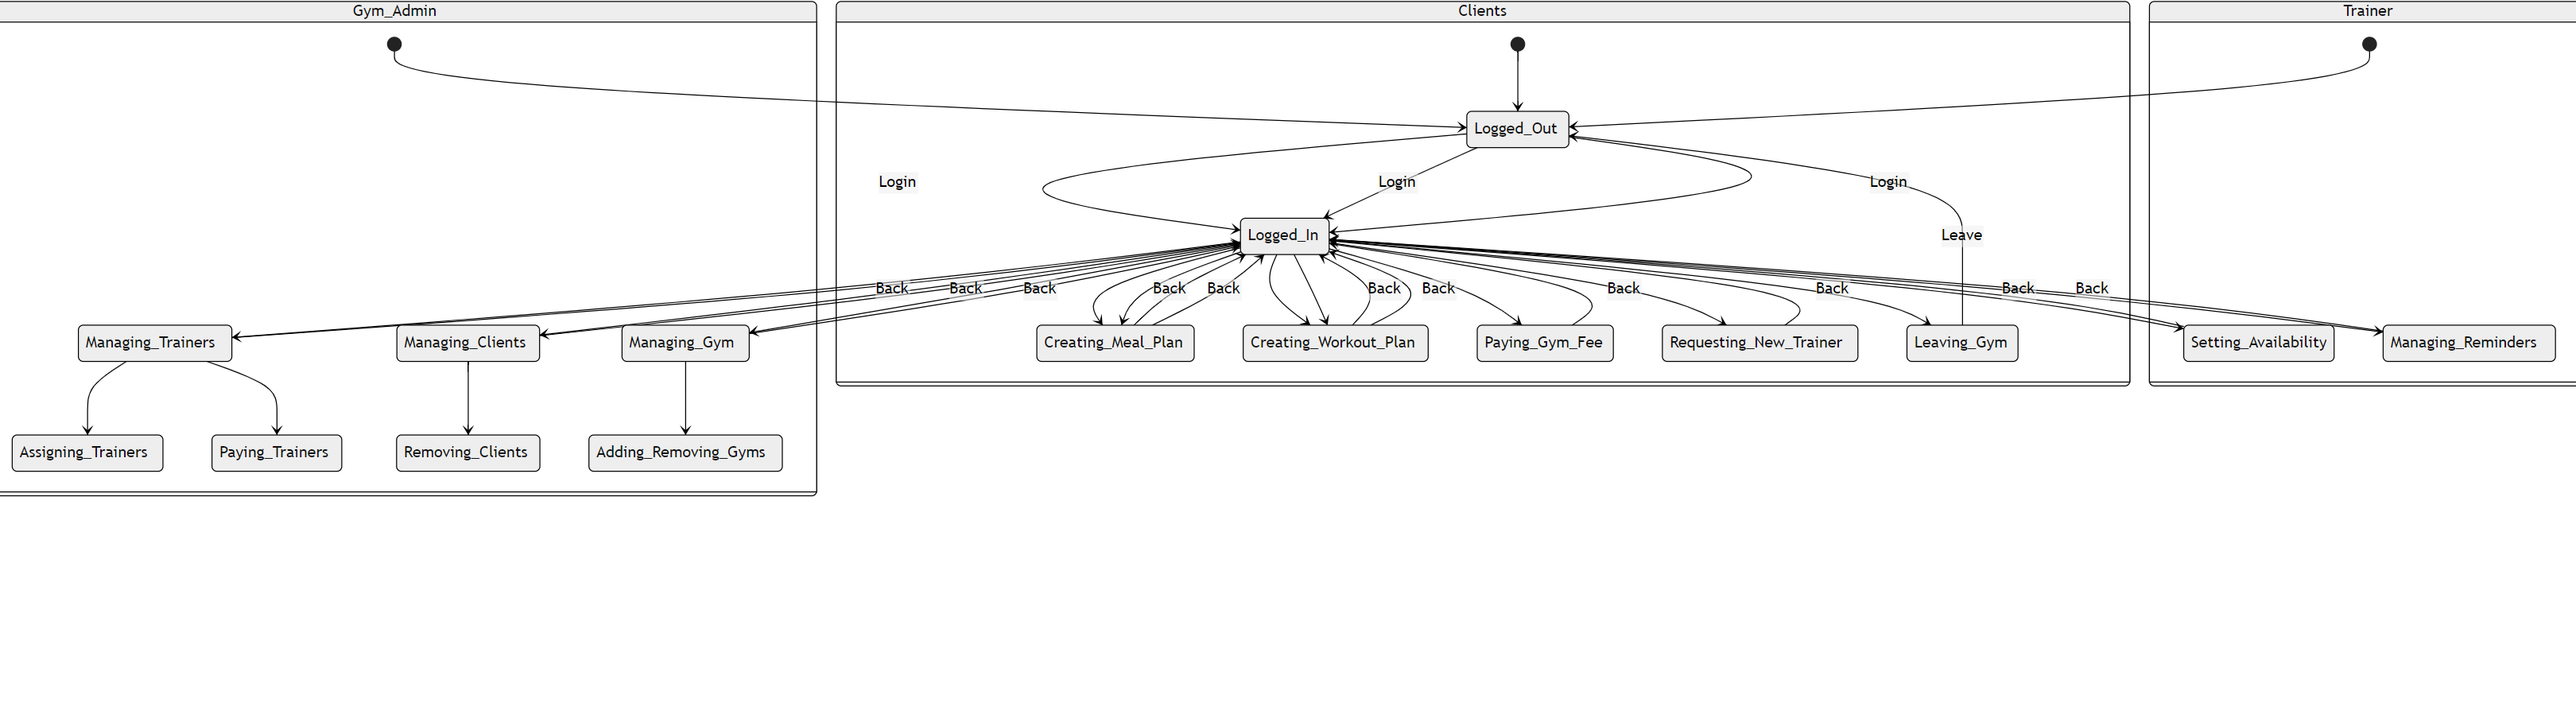 Gym_Admin
Clients
Trainer
Logged_Out
Login
Login
Login
Logged_In
Leave
Back
Back
Back
Back
Back
Back
Back
Back
Back
Back
Back
Managing_Trainers
Managing_Clients
Managing_Gym
Creating_Meal_Plan
Creating_Workout_Plan
Paying_Gym_Fee
Requesting_New_Trainer
Leaving_Gym
Setting_Availability
Managing_Reminders
Assigning_Trainers
Paying_Trainers
Removing_Clients
Adding_Removing_Gyms